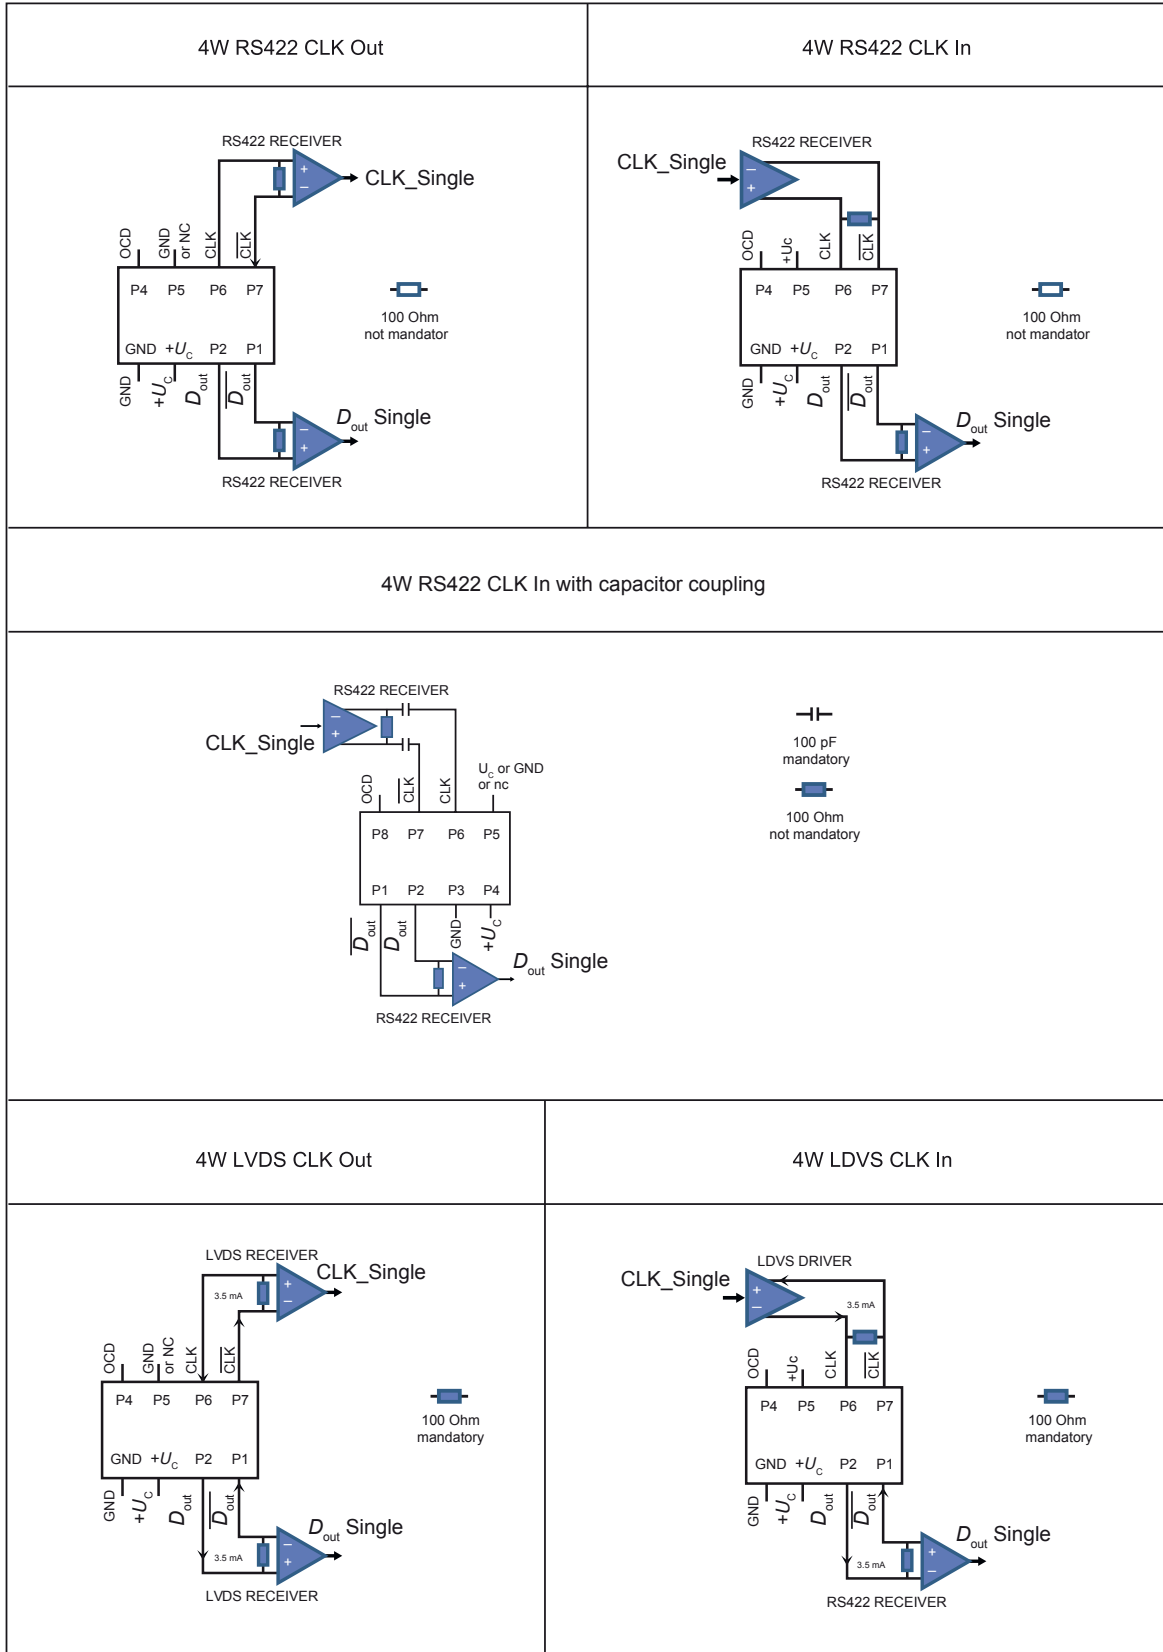 4W RS422 CLK Out
4W RS422 CLK In
RS422 RECEIVER
+
−
CLK_Single
OCD
GND
or NC
CLK
CLK
P4 P5 P6 P7
GND +UC P2 P1
GND
+UC
Dout
Dout
−
+
Dout Single
RS422 RECEIVER
100 Ohm
not mandator
RS422 RECEIVER
CLK_Single
−
+
OCD
+Uc
CLK
CLK
P4 P5 P6 P7
GND +UC P2 P1
GND
+UC
Dout
Dout
−
+
Dout Single
RS422 RECEIVER
100 Ohm
not mandator
4W RS422 CLK In with capacitor coupling
RS422 RECEIVER
−
+
CLK_Single
OCD
CLK
CLK
UC or GND
or nc
P8 P7 P6 P5
P1 P2 P3 P4
Dout
Dout
GND
+UC
−
+
Dout Single
RS422 RECEIVER
100 pF
mandatory
100 Ohm
not mandatory
4W LVDS CLK Out
4W LDVS CLK In
LVDS RECEIVER
+
−
CLK_Single
3.5 mA
OCD
GND
or NC
CLK
CLK
P4 P5 P6 P7
GND +UC P2 P1
GND
+UC
Dout
Dout
3.5 mA
−
+
Dout Single
LVDS RECEIVER
100 Ohm
mandatory
LDVS DRIVER
CLK_Single
+
−
3.5 mA
OCD
+Uc
CLK
CLK
P4 P5 P6 P7
GND +UC P2 P1
GND
+UC
Dout
Dout
3.5 mA
+
−
Dout Single
RS422 RECEIVER
100 Ohm
mandatory